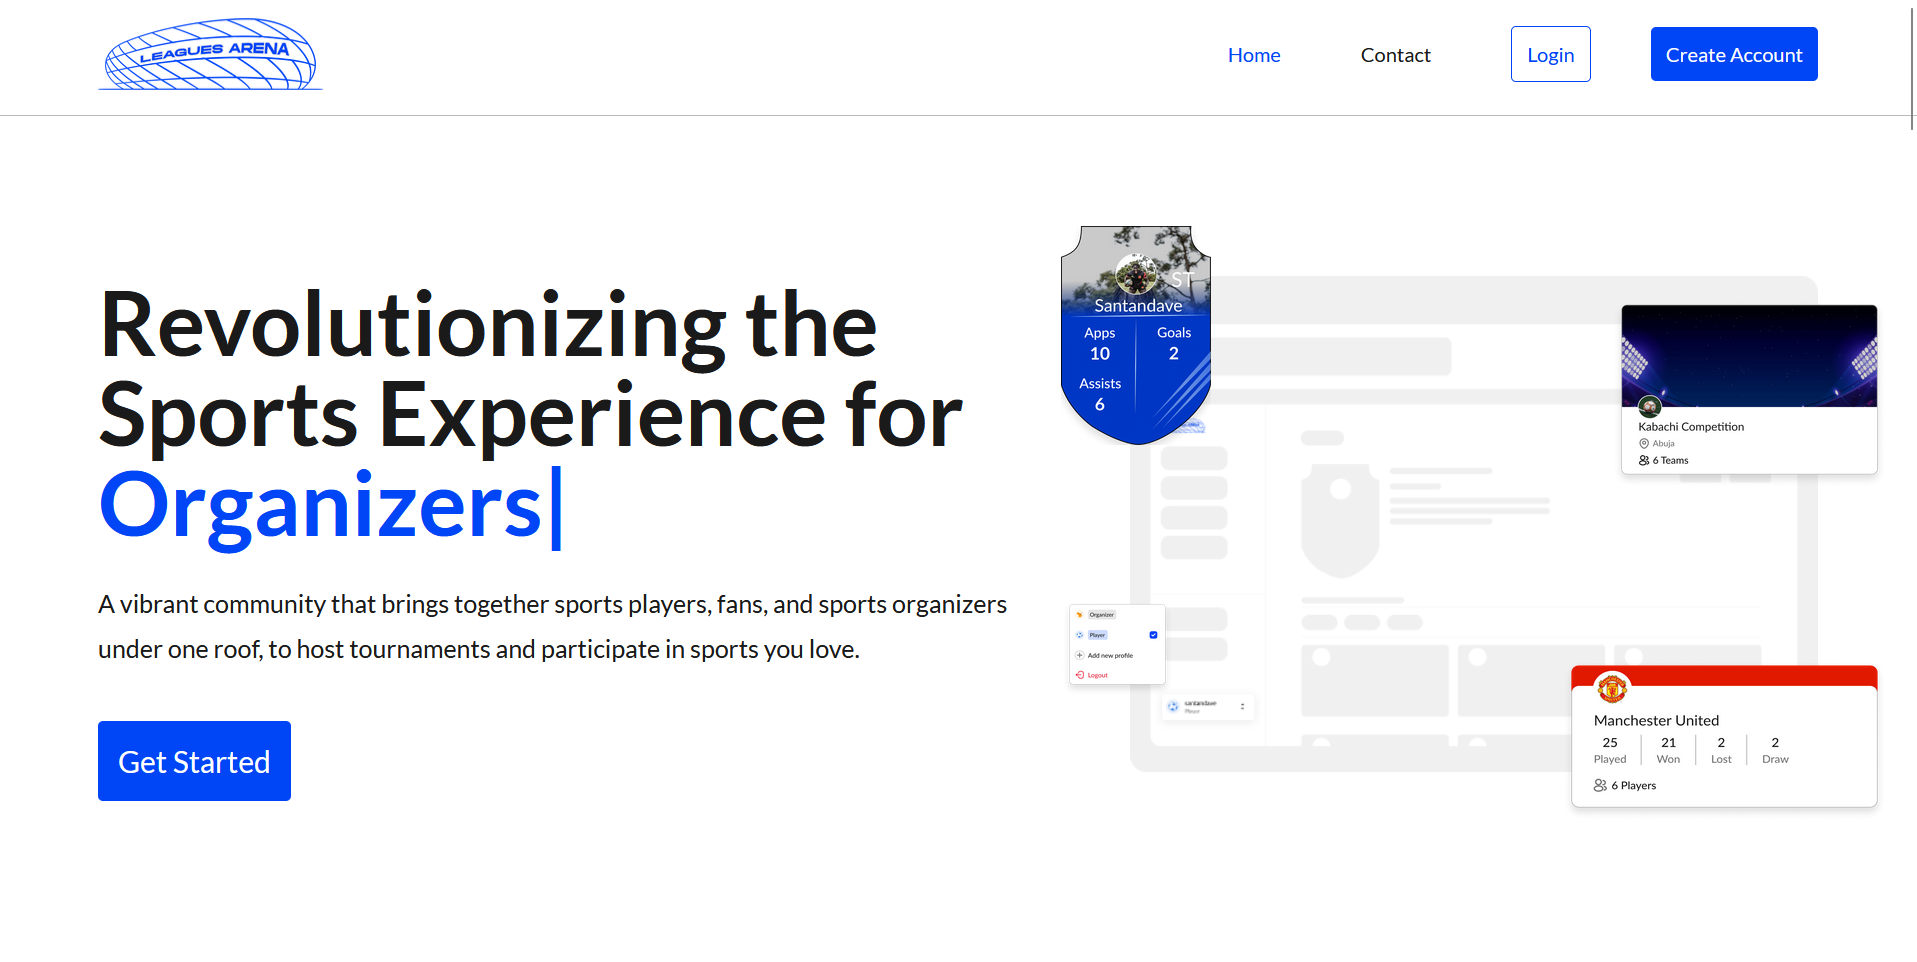 LEAGUES ARENA
Home
Contact
Login
Create Account
Revolutionizing the
Sports Experience for
Organizers|
A vibrant community that brings together sports players, fans, and sports organizers
under one roof, to host tournaments and participate in sports you love.
Get Started
ST
Santandave
Apps
Goals
10
2
Assists
6
Kabachi Competition
Abuja
6 Teams
Organizer
Player
Add new profile
Logout
santandave
Player
Manchester United
25
21
2
2
Played
Won
Lost
Draw
6 Players